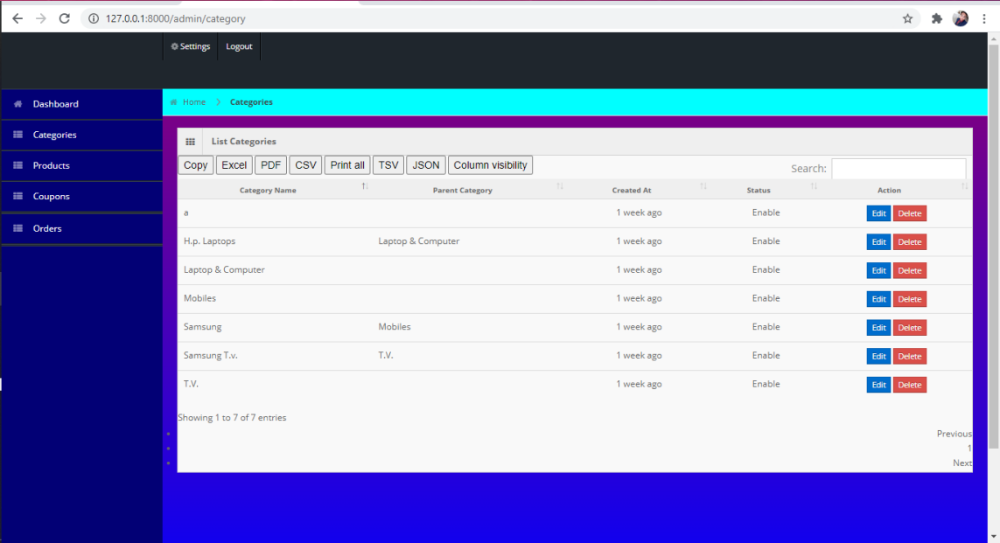 127.0.0.1:8000/admin/category
Settings Logout
Dashboard
Categories
Products
Coupons
Orders
Home Categories
List Categories
Copy Excel PDF CSV Print all TSV JSON Column visibility
Search:
Category Name Parent Category Created At Status Action
a 1 week ago Enable Edit Delete
H.p. Laptops Laptop & Computer 1 week ago Enable Edit Delete
Laptop & Computer 1 week ago Enable Edit Delete
Mobiles 1 week ago Enable Edit Delete
Samsung Mobiles 1 week ago Enable Edit Delete
Samsung T.v. T.V. 1 week ago Enable Edit Delete
T.V. 1 week ago Enable Edit Delete
Showing 1 to 7 of 7 entries
Previous
1
Next